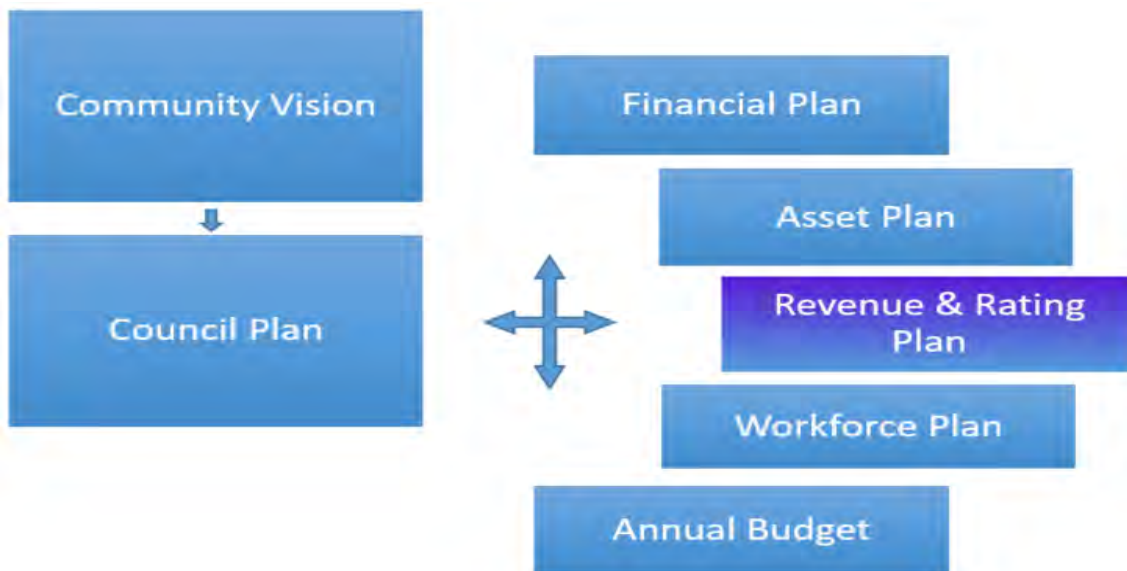 Community Vision
Council Plan
Financial Plan
Asset Plan
Revenue & Rating
Plan
Workforce Plan
Annual Budget